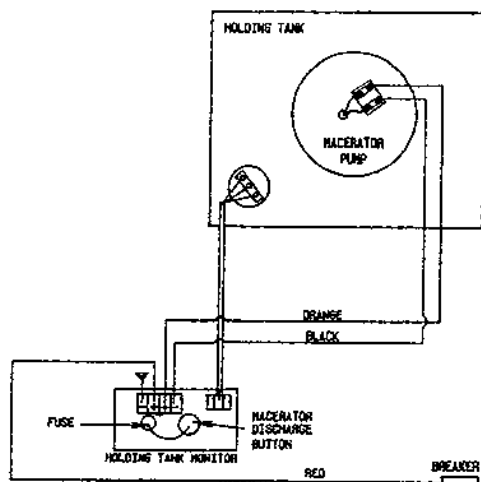 HOLDING TANK
MACERATOR
PUMP
ORANGE
BLACK
FUSE
MACERATOR
DISCHARGE
BUTTON
HOLDING TANK MONITOR
RED
BREAKER